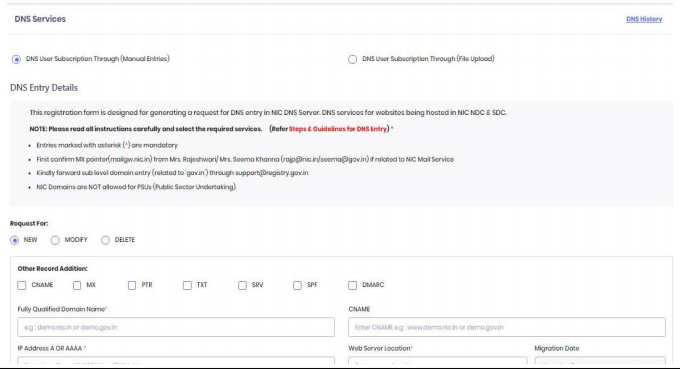 DNS Services
DNS History
DNS User Subscription Through (Manual Entries)
DNS User Subscription Through (File Upload)
DNS Entry Details
This registration form is designed for generating a request for DNS entry in NIC DNS Server. DNS services for websites being hosted in NIC NDC & SDC.
NOTE: Please read all instructions carefully and select the required services. (Refer Steps & Guidelines for DNS Entry) *
• Entries marked with asterisk (*) are mandatory
• First confirm MX pointer(mailgw.nic.in) from Mrs. Rajeshwari/ Mrs. Seema Khanna (rajp@nic.in/seema@gov.in) if related to NIC Mail Service
• Kindly forward sub level domain entry (related to 'gov.in') through support@registry.gov.in
• NIC Domains are NOT allowed for PSUs (Public Sector Undertaking).
Request For:
NEW MODIFY DELETE
Other Record Addition:
CNAME MX PTR TXT SRV SPF DMARC
Fully Qualified Domain Name*
CNAME
e.g.: demo.nic.in or demo.gov.in
Enter CNAME e.g.: www.demo.nic.in or demo.gov.in
IP Address A OR AAAA *
Web Server Location*
Migration Date